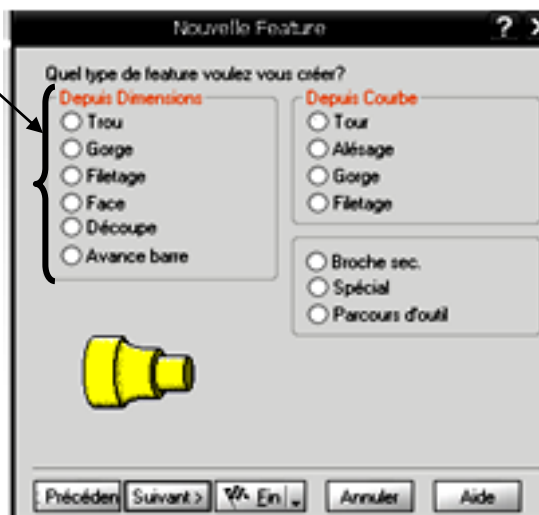 Nouvelle Feature
Quel type de feature voulez vous créer?
Depuis Dimensions
Trou
Gorge
Filetage
Face
Découpe
Avance barre
Depuis Courbe
Tour
Alésage
Gorge
Filetage
Broche sec.
Spécial
Parcours d'outil
Précéden Suivant > Fin Annuler Aide